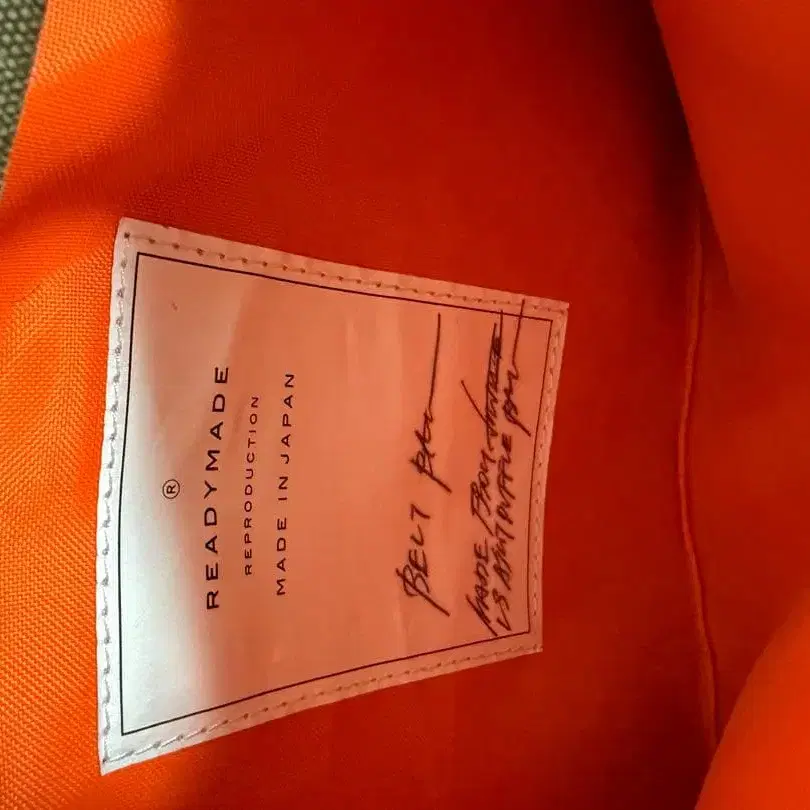 ®
READYMADE
REPRODUCTION
MADE IN JAPAN
BELT BAG
MADE FROM VINTAGE
US ARMY DUFFLE BAG